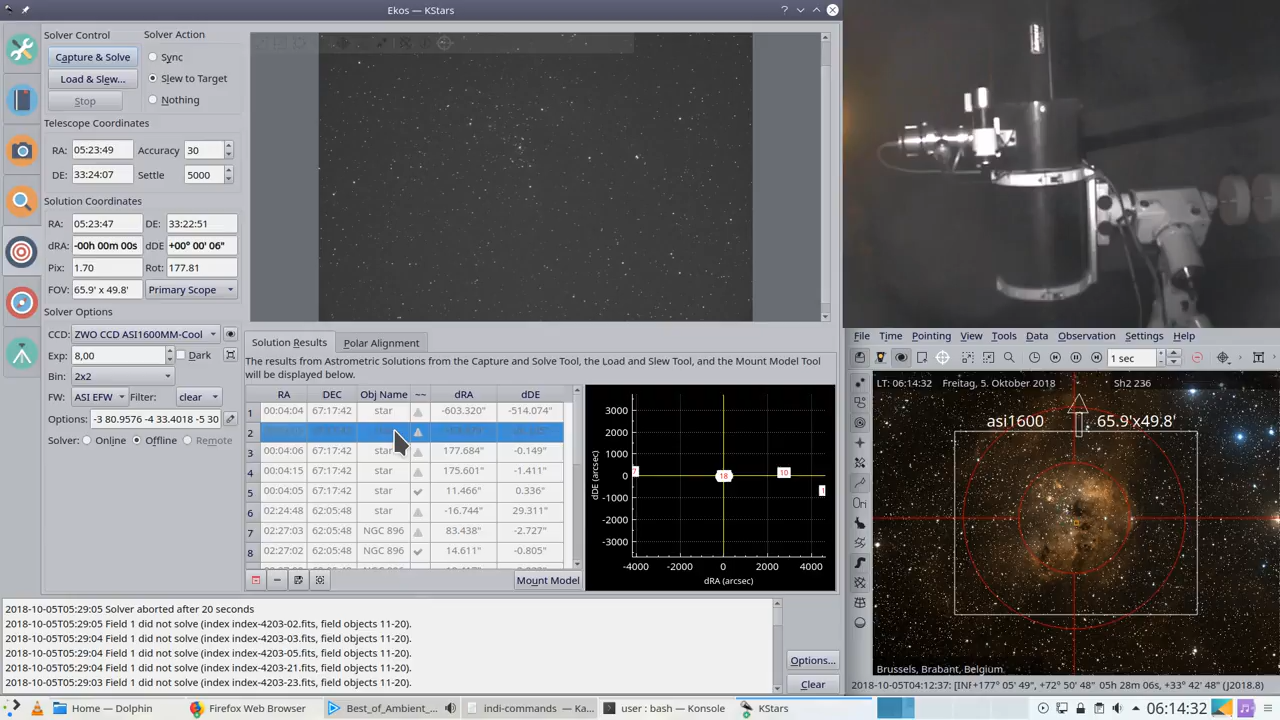 Ekos — KStars
Solver Control
Solver Action
Capture & Solve
Sync
Load & Slew...
Slew to Target
Stop
Nothing
Telescope Coordinates
RA: 05:23:49 Accuracy 30
DE: 33:24:07 Settle 5000
Solution Coordinates
RA: 05:23:47 DE: 33:22:51
dRA: -00h 00m 00s dDE +00° 00' 06"
Pix: 1.70 Rot: 177.81
FOV: 65.9' x 49.8' Primary Scope
Solver Options
CCD: ZWO CCD ASI1600MM-Cool
Exp: 8,00 Dark
Bin: 2x2
FW: ASI EFW Filter: clear
Options: -3 80.9576 -4 33.4018 -5 30
Solver: Online Offline Remote
Solution Results Polar Alignment
The results from Astrometric Solutions from the Capture and Solve Tool, the Load and Slew Tool, and the Mount Model Tool
will be displayed below.
RA DEC Obj Name ~~ dRA dDE
1 00:04:04 67:17:42 star -603.320" -514.074"
2
3 00:04:06 67:17:42 star 177.684" -0.149"
4 00:04:15 67:17:42 star 175.601" -1.411"
5 00:04:05 67:17:42 star 11.466" 0.336"
6 02:24:48 62:05:48 star -16.744" 29.311"
7 02:27:03 62:05:48 NGC 896 83.438" -2.727"
8 02:27:02 62:05:48 NGC 896 14.611" -0.805"
Mount Model
dDE (arcsec)
3000
2000
1000
0
-1000
-2000
-3000
7
18
10
1
-4000 -2000 0 2000 4000
dRA (arcsec)
2018-10-05T05:29:05 Solver aborted after 20 seconds
2018-10-05T05:29:05 Field 1 did not solve (index index-4203-02.fits, field objects 11-20).
2018-10-05T05:29:04 Field 1 did not solve (index index-4203-03.fits, field objects 11-20).
2018-10-05T05:29:04 Field 1 did not solve (index index-4203-05.fits, field objects 11-20).
2018-10-05T05:29:04 Field 1 did not solve (index index-4203-21.fits, field objects 11-20).
2018-10-05T05:29:03 Field 1 did not solve (index index-4203-23.fits, field objects 11-20).
Options...
Clear
File Time Pointing View Tools Data Observation Settings Help
1 sec
LT: 06:14:32 Freitag, 5. Oktober 2018 Sh2 236
asi1600 65.9'x49.8'
Brussels, Brabant, Belgium
2018-10-05T04:12:37: [INF +177° 05' 49", +72° 50' 48" 05h 28m 06s, +33° 42' 48" (J2018.8)
Home — Dolphin
Firefox Web Browser
Best_of_Ambient_...
indi-commands — Ka...
user : bash — Konsole
KStars
06:14:32